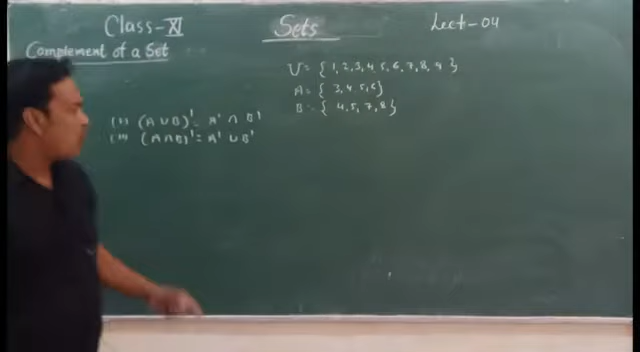 Class-XI
Sets
Lect-04
Complement of a Set
U = { 1, 2, 3, 4, 5, 6, 7, 8, 9 }
A = { 3, 4, 5, 6 }
B = { 4, 5, 7, 8 }
(i) (A ∪ B)' = A' ∩ B'
(ii) (A ∩ B)' = A' ∪ B'